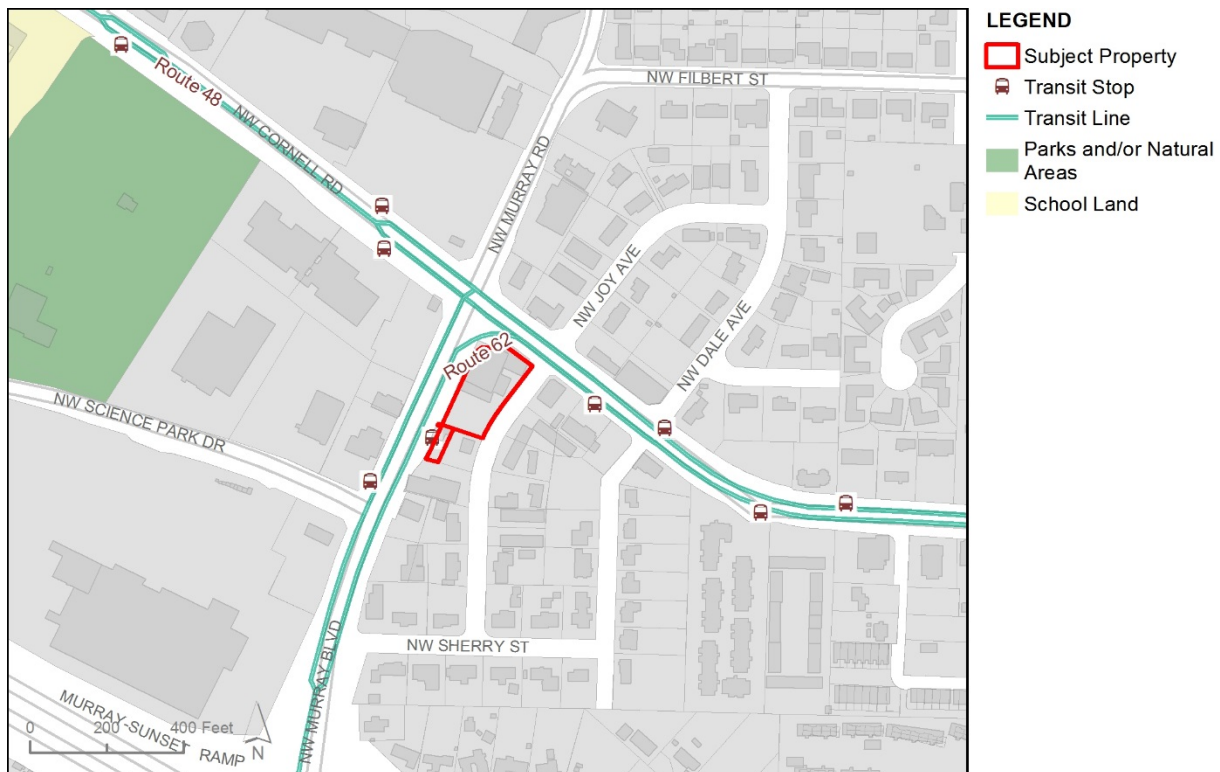 LEGEND
Subject Property
Transit Stop
Transit Line
Parks and/or Natural
Areas
School Land
Route 48
NW CORNELL RD
NW MURRAY RD
NW FILBERT ST
NW JOY AVE
NW DALE AVE
Route 62
NW SCIENCE PARK DR
NW SHERRY ST
NW MURRAY BLVD
MURRAY-SUNSET
RAMP
0 200 400 Feet
N